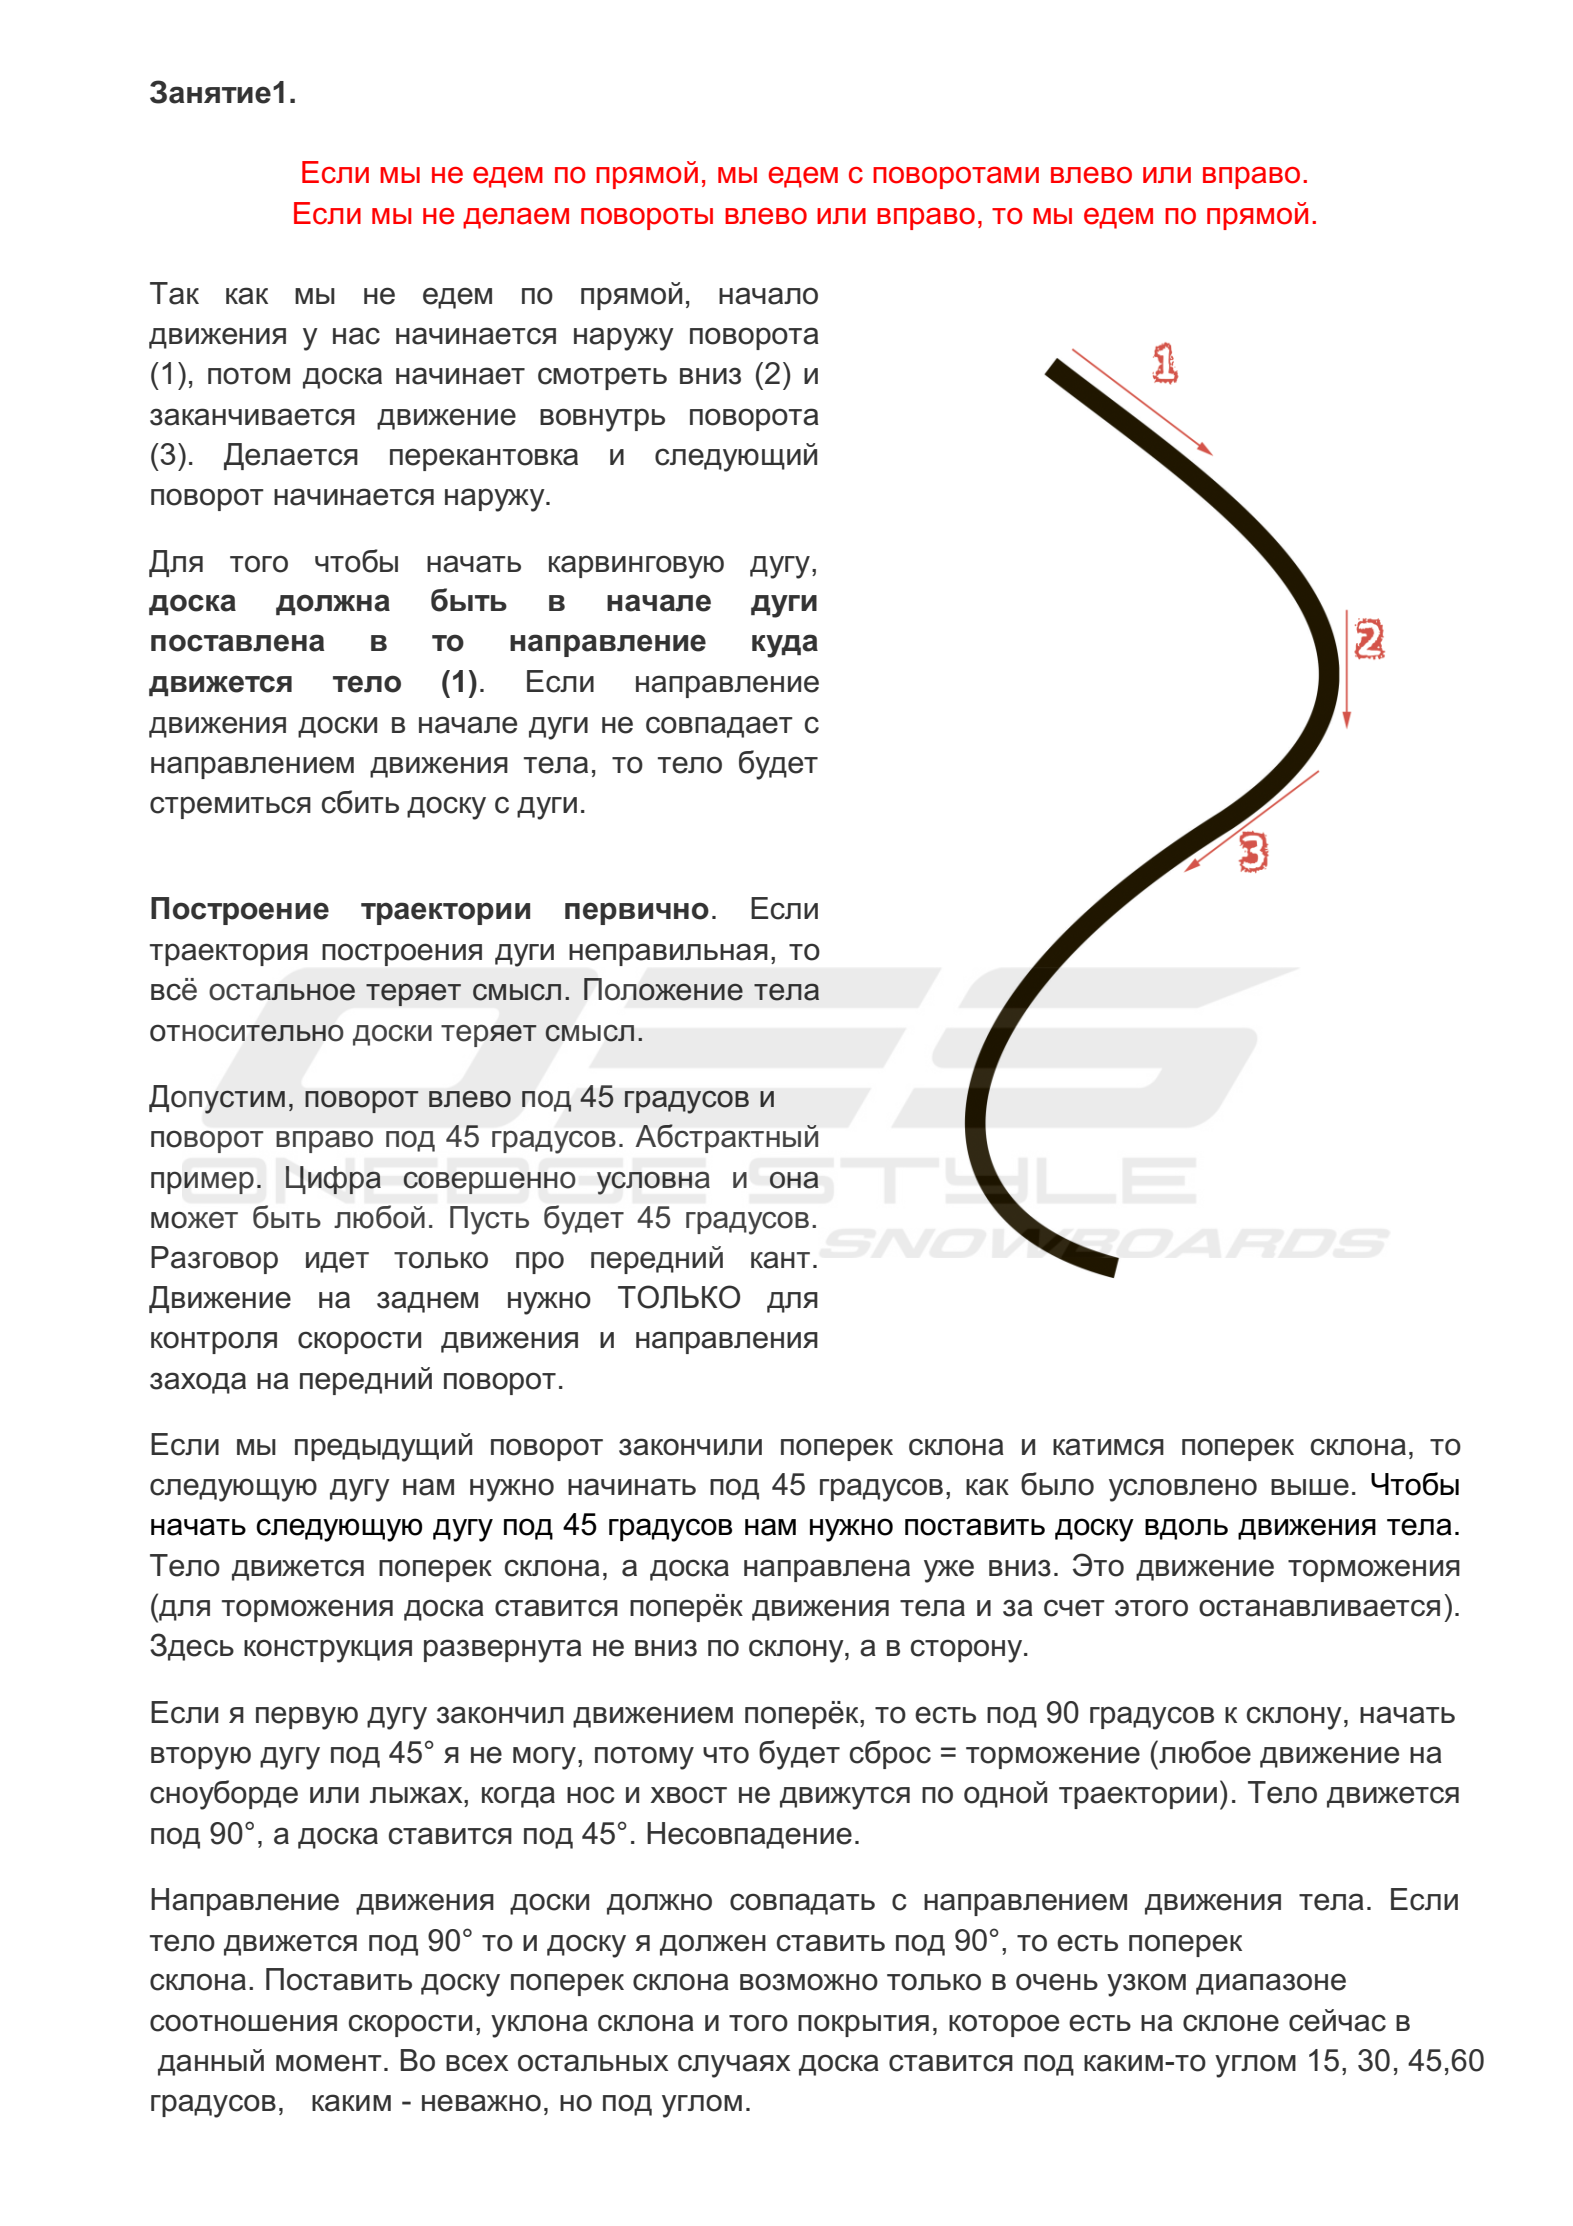 Занятие1.
Если мы не едем по прямой, мы едем с поворотами влево или вправо.
Если мы не делаем повороты влево или вправо, то мы едем по прямой.
Так как мы не едем по прямой, начало
движения у нас начинается наружу поворота
(1), потом доска начинает смотреть вниз (2) и
заканчивается движение вовнутрь поворота
(3). Делается перекантовка и следующий
поворот начинается наружу.
Для того чтобы начать карвинговую дугу,
доска должна быть в начале дуги
поставлена в то направление куда
движется тело (1). Если направление
движения доски в начале дуги не совпадает с
направлением движения тела, то тело будет
стремиться сбить доску с дуги.
Построение траектории первично. Если
траектория построения дуги неправильная, то
всё остальное теряет смысл. Положение тела
относительно доски теряет смысл.
Допустим, поворот влево под 45 градусов и
поворот вправо под 45 градусов. Абстрактный
пример. Цифра совершенно условна и она
может быть любой. Пусть будет 45 градусов.
Разговор идет только про передний кант.
Движение на заднем нужно ТОЛЬКО для
контроля скорости движения и направления
захода на передний поворот.
1
2
3
OES
ONEDGE STYLE
SNOWBOARDS
Если мы предыдущий поворот закончили поперек склона и катимся поперек склона, то
следующую дугу нам нужно начинать под 45 градусов, как было условлено выше. Чтобы
начать следующую дугу под 45 градусов нам нужно поставить доску вдоль движения тела.
Тело движется поперек склона, а доска направлена уже вниз. Это движение торможения
(для торможения доска ставится поперёк движения тела и за счет этого останавливается).
Здесь конструкция развернута не вниз по склону, а в сторону.
Если я первую дугу закончил движением поперёк, то есть под 90 градусов к склону, начать
вторую дугу под 45° я не могу, потому что будет сброс = торможение (любое движение на
сноуборде или лыжах, когда нос и хвост не движутся по одной траектории). Тело движется
под 90°, а доска ставится под 45°. Несовпадение.
Направление движения доски должно совпадать с направлением движения тела. Если
тело движется под 90° то и доску я должен ставить под 90°, то есть поперек
склона. Поставить доску поперек склона возможно только в очень узком диапазоне
соотношения скорости, уклона склона и того покрытия, которое есть на склоне сейчас в
данный момент. Во всех остальных случаях доска ставится под каким-то углом 15, 30, 45,60
градусов, каким - неважно, но под углом.